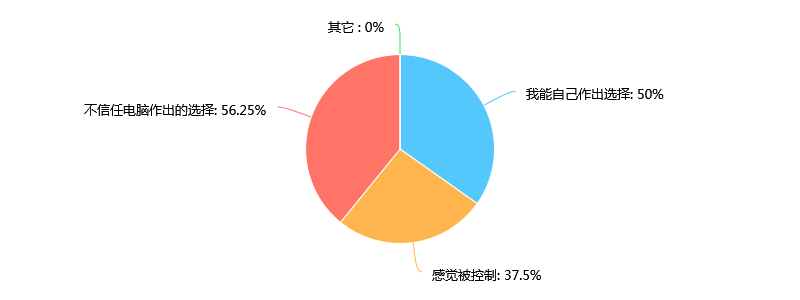 其它 : 0%
不信任电脑作出的选择: 56.25%
我能自己作出选择: 50%
感觉被控制: 37.5%